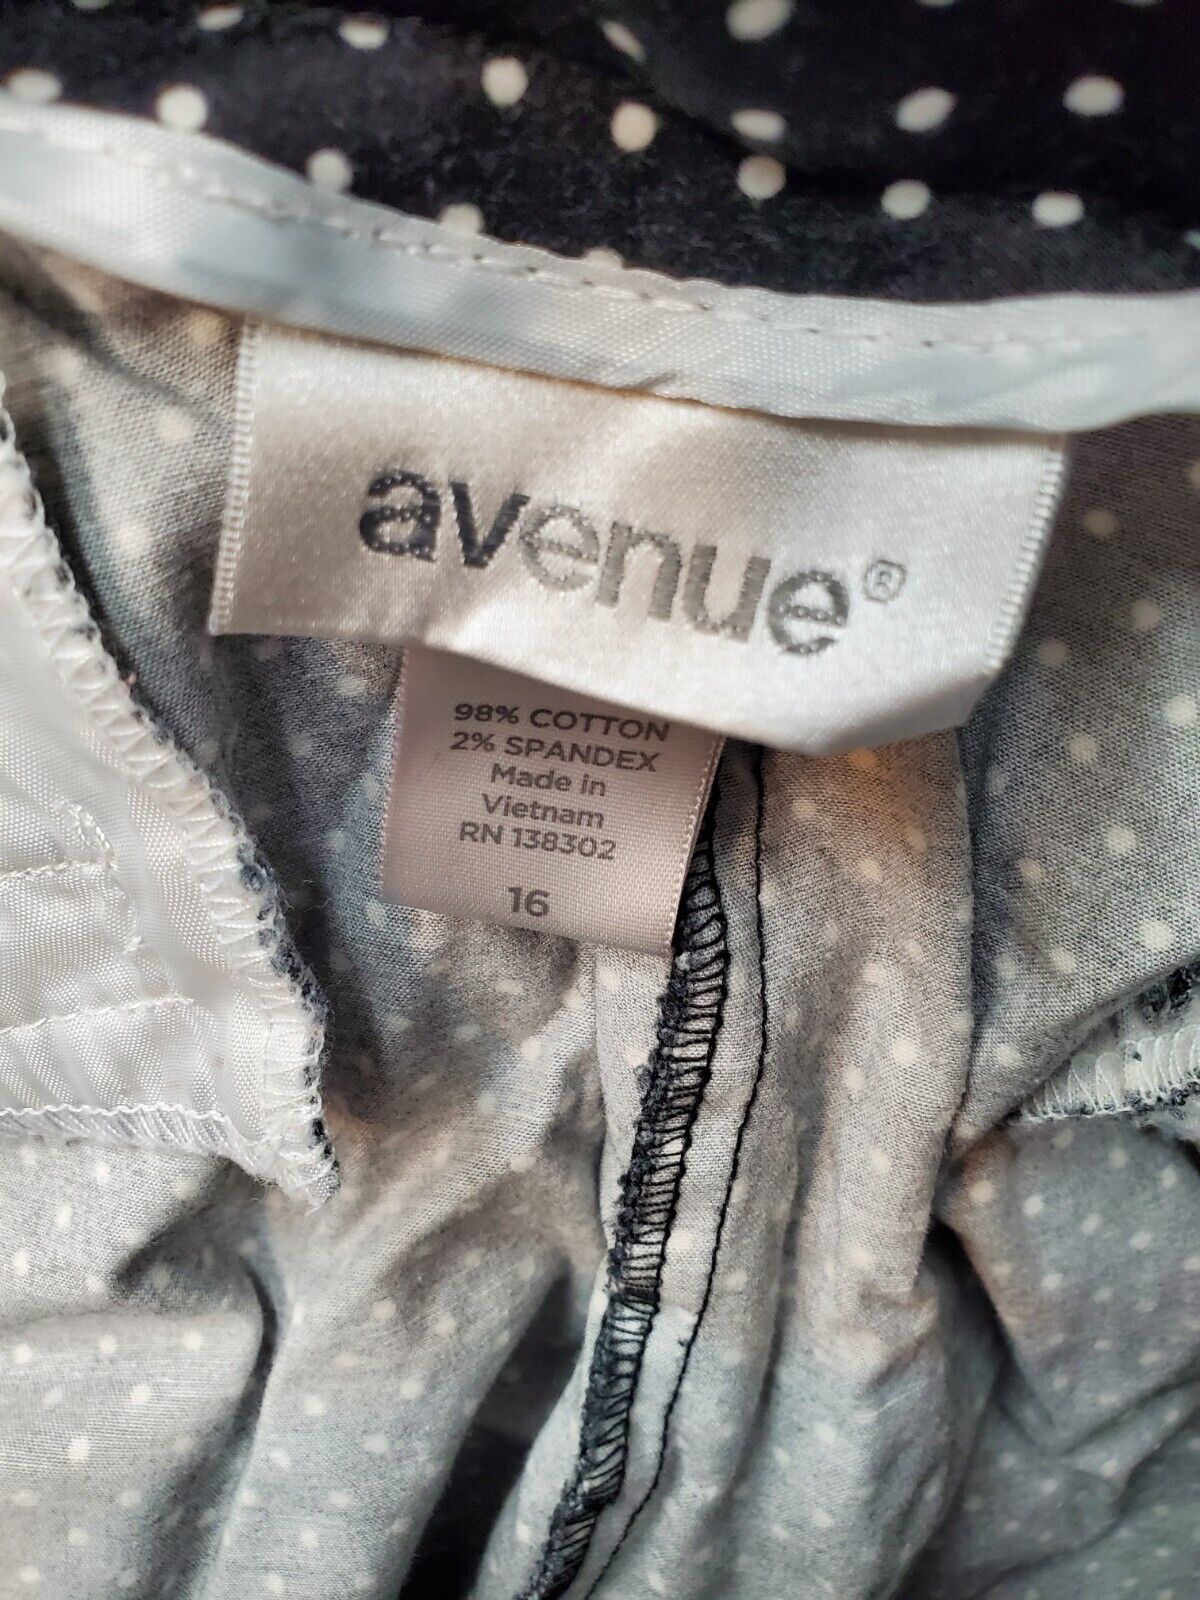 avenue®
98% COTTON
2% SPANDEX
Made in
Vietnam
RN 138302
16